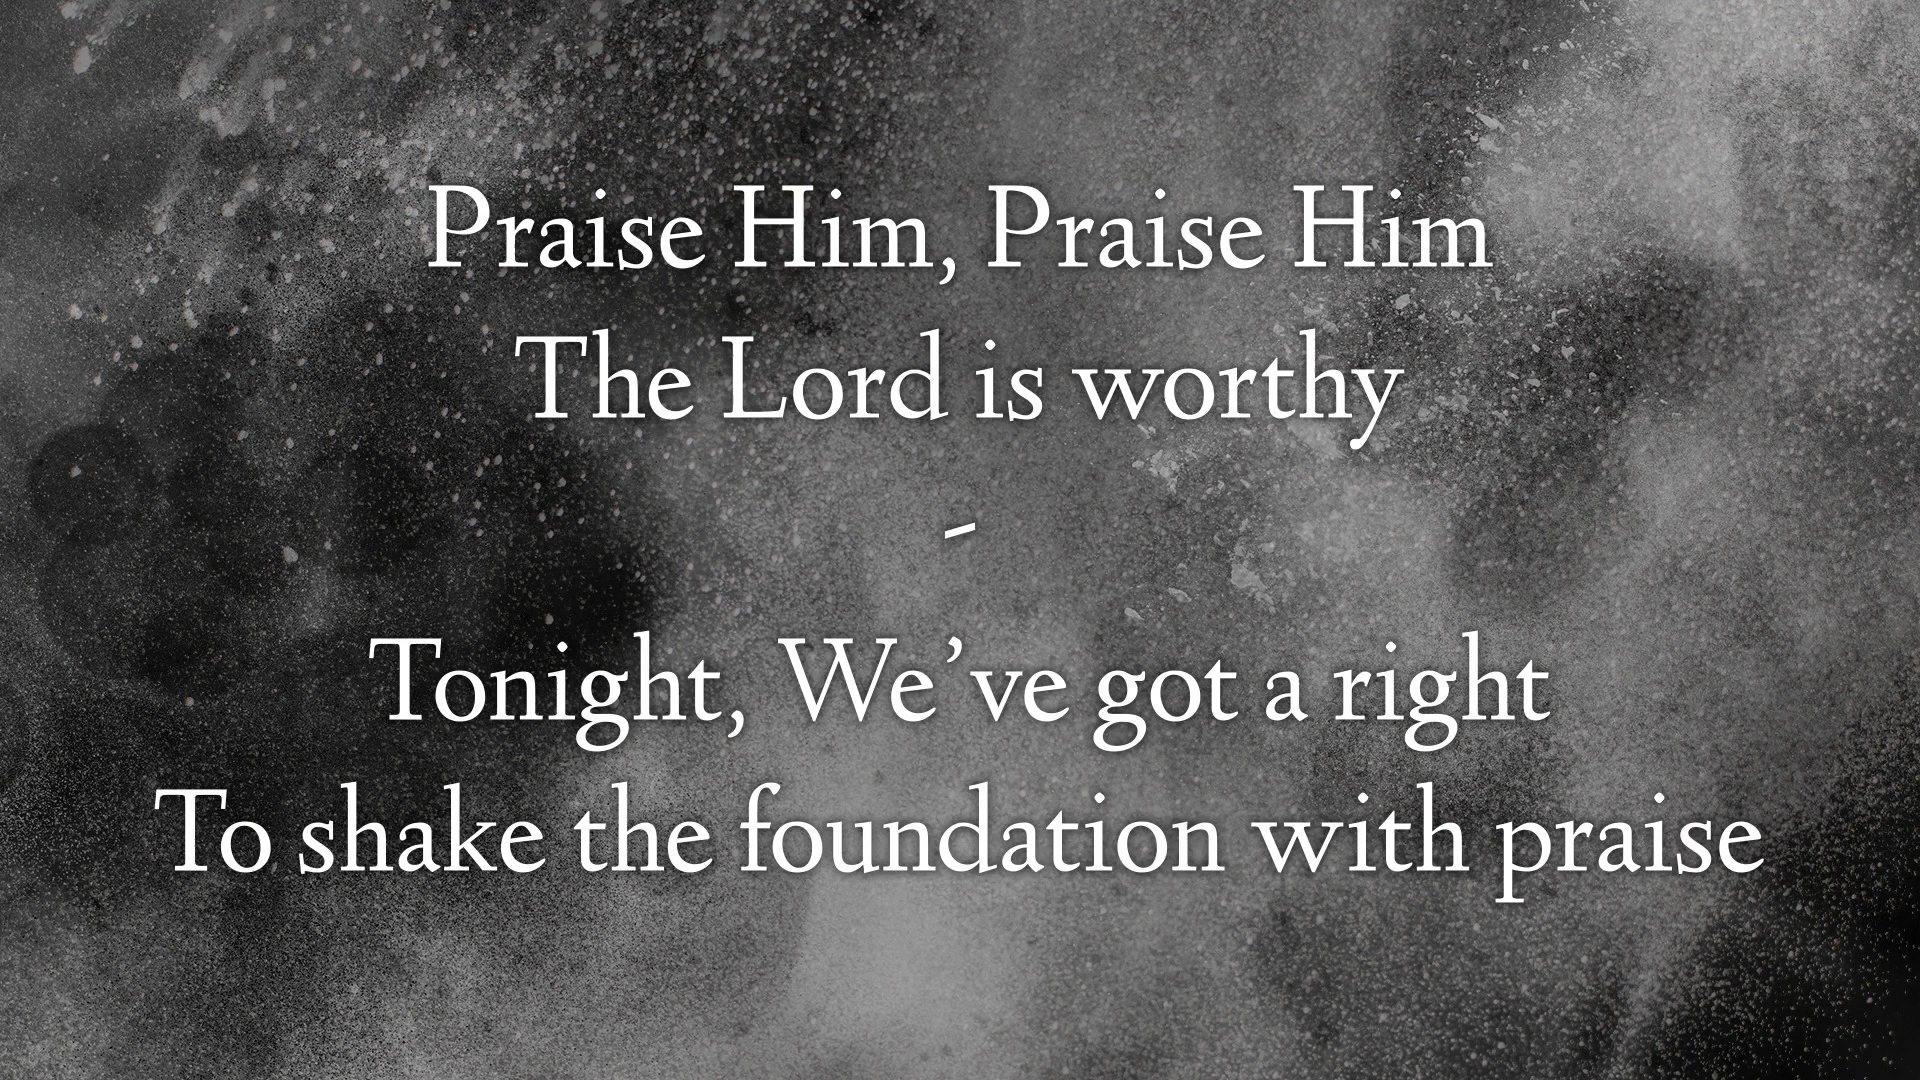 Praise Him, Praise Him
The Lord is worthy
-
Tonight, We’ve got a right
To shake the foundation with praise